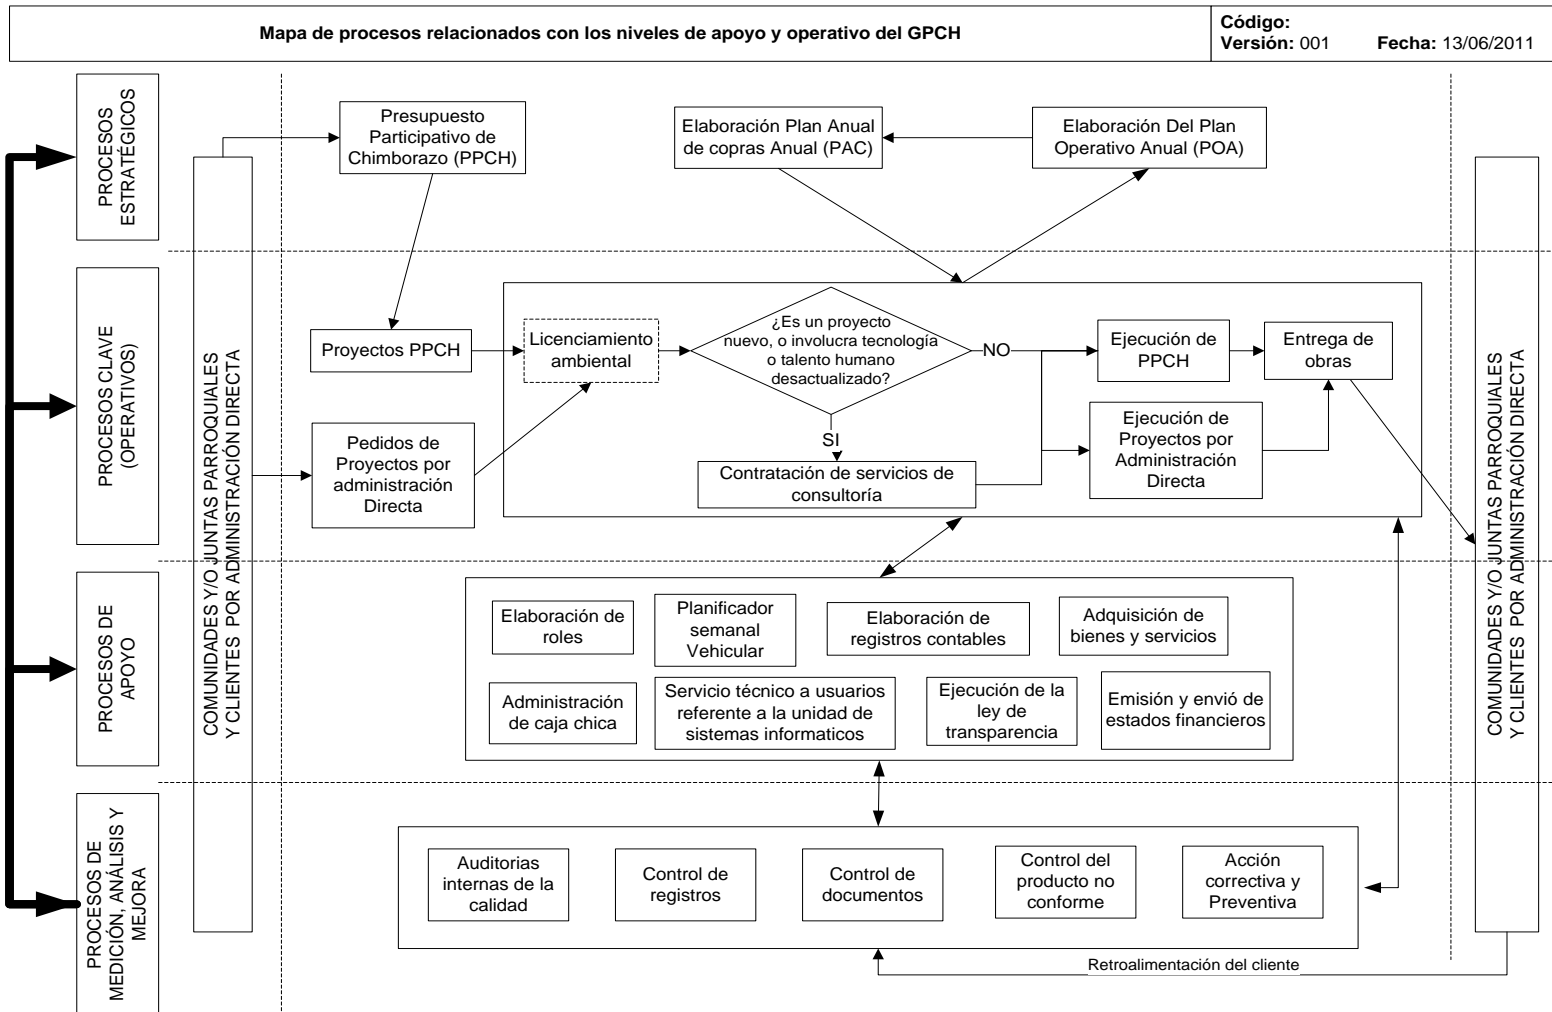 Mapa de procesos relacionados con los niveles de apoyo y operativo del GPCH
Código:
Versión: 001 Fecha: 13/06/2011
PROCESOS
ESTRATÉGICOS
Presupuesto
Participativo de
Chimborazo (PPCH)
Elaboración Plan Anual
de copras Anual (PAC)
Elaboración Del Plan
Operativo Anual (POA)
COMUNIDADES Y/O JUNTAS PARROQUIALES
Y CLIENTES POR ADMINISTRACIÓN DIRECTA
PROCESOS CLAVE
(OPERATIVOS)
Proyectos PPCH
Pedidos de
Proyectos por
administración
Directa
Licenciamiento
ambiental
¿Es un proyecto
nuevo, o involucra tecnología
o talento humano
desactualizado?
NO
SI
Contratación de servicios de
consultoría
Ejecución de
PPCH
Ejecución de
Proyectos por
Administración
Directa
Entrega de
obras
COMUNIDADES Y/O JUNTAS PARROQUIALES
Y CLIENTES POR ADMINISTRACIÓN DIRECTA
PROCESOS DE
APOYO
Elaboración de
roles
Planificador
semanal
Vehicular
Elaboración de
registros contables
Adquisición de
bienes y servicios
Administración
de caja chica
Servicio técnico a usuarios
referente a la unidad de
sistemas informaticos
Ejecución de la
ley de
transparencia
Emisión y envió de
estados financieros
PROCESOS DE
MEDICIÓN, ANÁLISIS Y
MEJORA
Auditorias
internas de la
calidad
Control de
registros
Control de
documentos
Control del
producto no
conforme
Acción
correctiva y
Preventiva
Retroalimentación del cliente